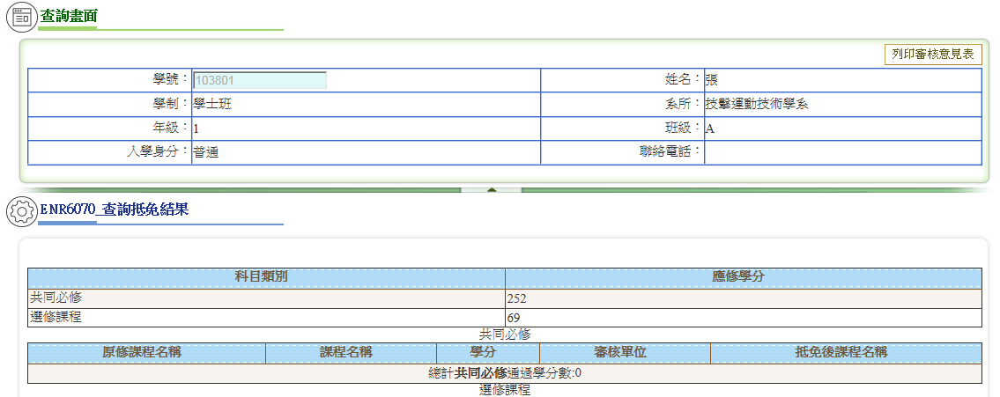 查詢畫面
列印審核意見表
學號： 103801 姓名： 張
學制： 學士班 系所： 技擊運動技術學系
年級： 1 班級： A
入學身分： 普通 聯絡電話：
ENR6070_查詢抵免結果
科目類別 應修學分
共同必修 252
選修課程 69
共同必修
原修課程名稱 課程名稱 學分 審核單位 抵免後課程名稱
總計共同必修通過學分數:0
選修課程